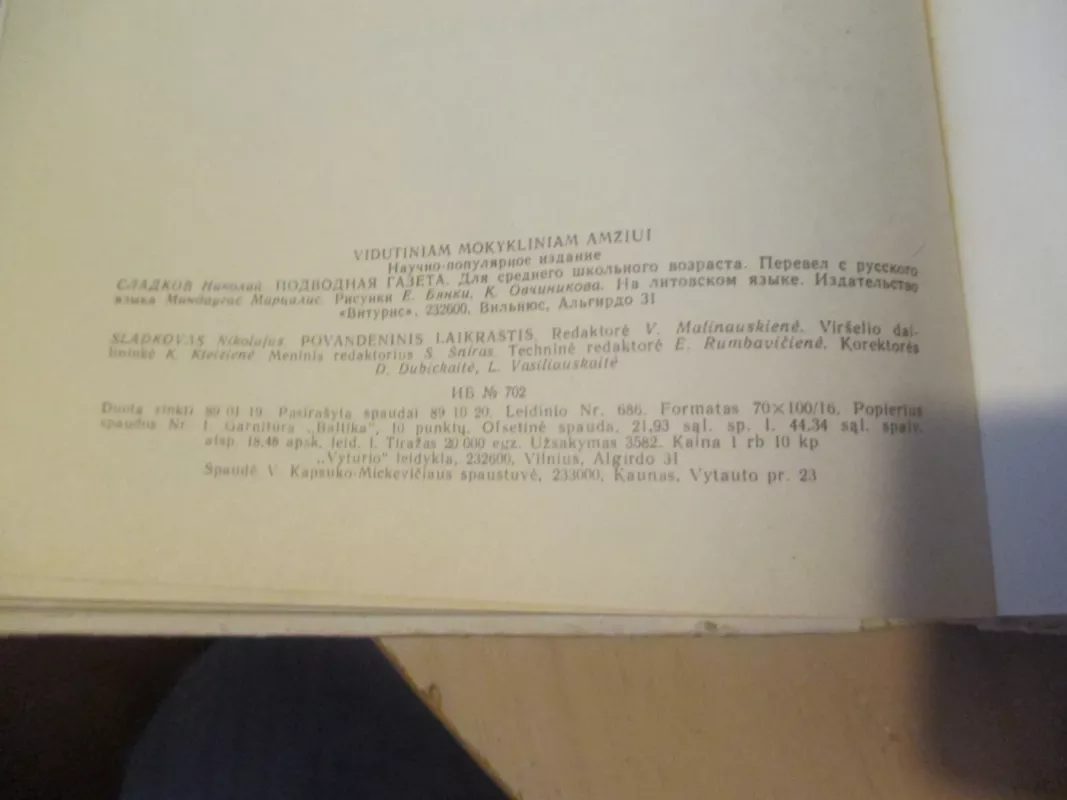 VIDUTINIAM MOKYKLINIAM AMŽIUI
Научно-популярное издание
СЛАДКОВ Николай ПОДВОДНАЯ ГАЗЕТА. Для среднего школьного возраста. Перевел с русского
языка Миндаугас Маркялис. Рисунки Е. Бянки, К. Овчинникова. На литовском языке. Издательство
«Витурис», 232600, Вильнюс, Альгирдо 31
SLADKOVAS Nikolajus POVANDENINIS LAIKRASTIS. Redaktorė V. Malinauskienė. Viršelio dai-
lininkė K. Meninis redaktorius S. Šniras. Techninė redaktorė E. Rumbavičienė. Korektorės
D. Dubickaitė, L. Vasiliauskaitė
ИБ № 702
Duota rinkti 89 01 19. Pasirašyta spaudai 89 10 20. Leidinio Nr. 686. Formatas 70×100/16. Popierius
spaudos Nr. 1. Garnitūra „Baltika", 10 punktų. Ofsetinė spauda. 21,93 sąl. sp. l. 44,34 sąl. spalv.
atsp. 18,48 apsk. leid. l. Tiražas 20 000 egz. Užsakymas 3582. Kaina 1 rb 10 kp
„Vyturio" leidykla, 232600, Vilnius, Algirdo 31
Spaudė V. Kapsuko-Mickevičiaus spaustuvė, 233000, Kaunas, Vytauto pr. 23